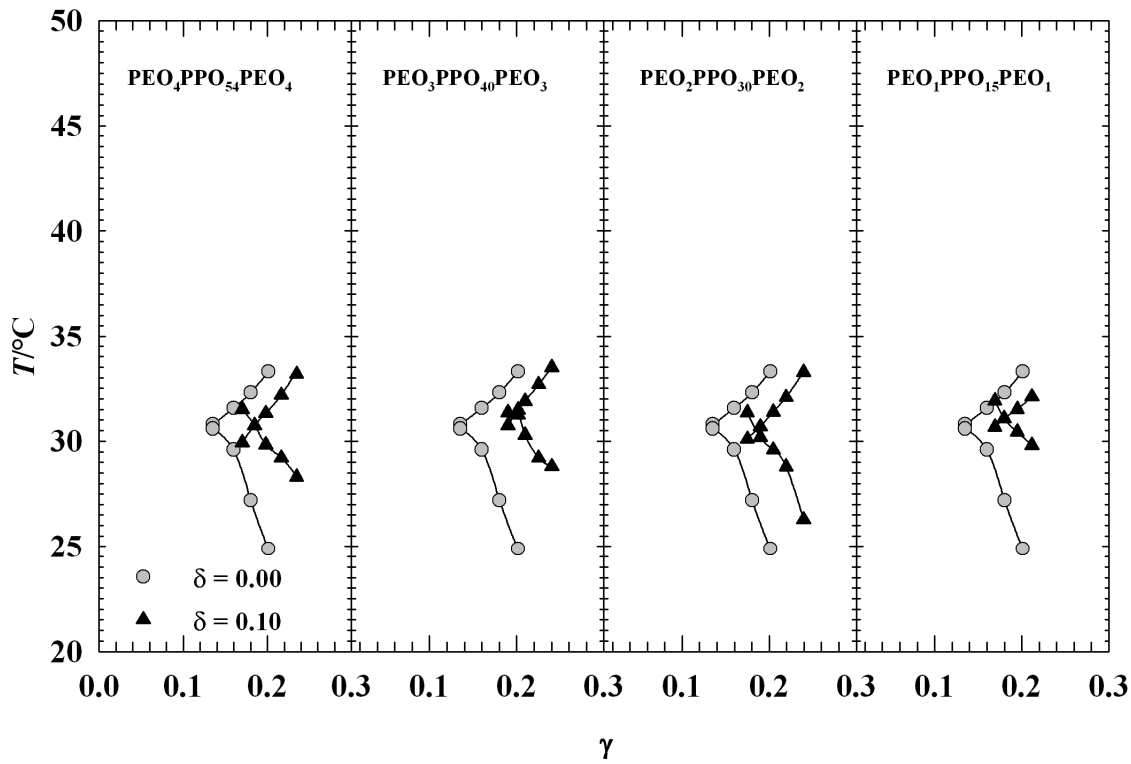 50
45
40
35
30
25
20
T/°C
PEO₄PPO₅₄PEO₄
PEO₃PPO₄₀PEO₃
PEO₂PPO₃₀PEO₂
PEO₁PPO₁₅PEO₁
δ = 0.00
δ = 0.10
0.0 0.1 0.2 0.3 0.1 0.2 0.3 0.1 0.2 0.3 0.1 0.2 0.3
γ